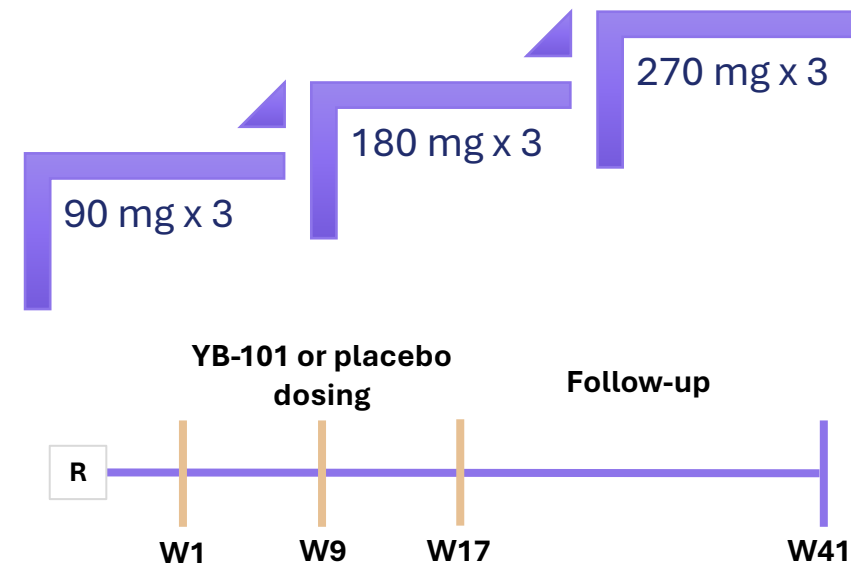 270 mg x 3
180 mg x 3
90 mg x 3
YB-101 or placebo
dosing
Follow-up
R
W1
W9
W17
W41